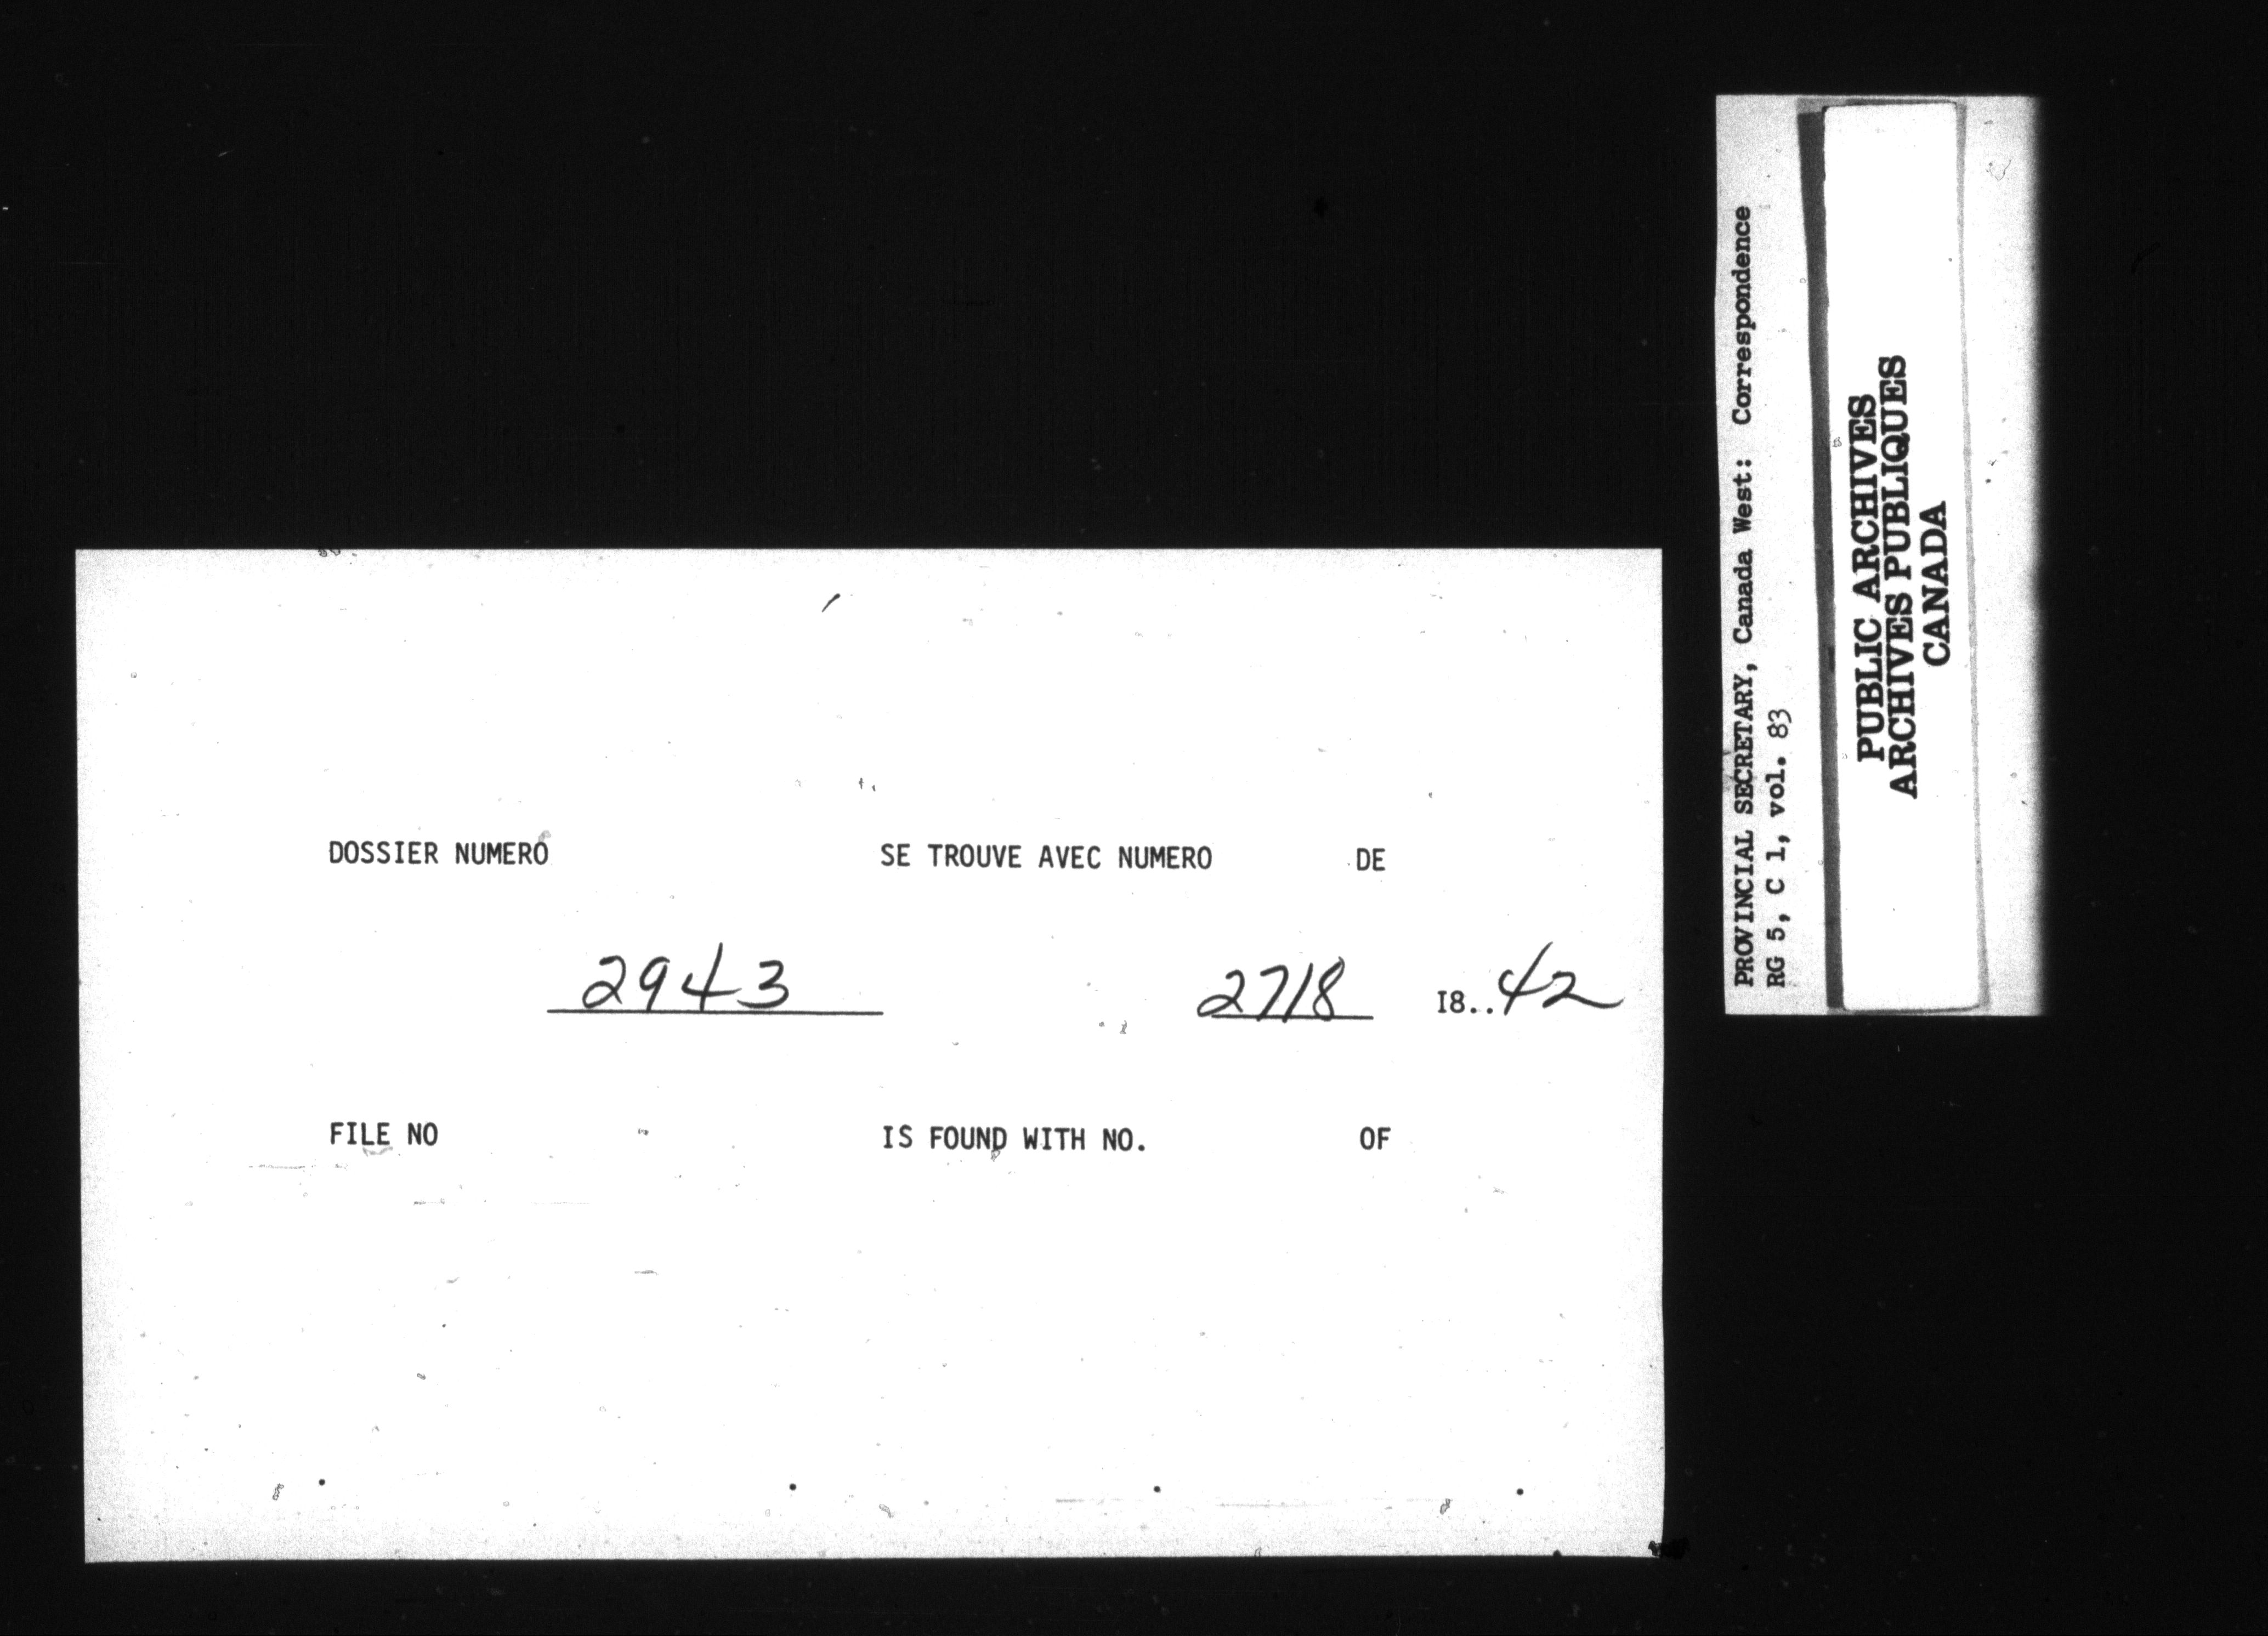 DOSSIER NUMERO SE TROUVE AVEC NUMERO DE
2943 2718 18..42
FILE NO IS FOUND WITH NO. OF
PROVINCIAL SECRETARY, Canada West: Correspondence
RG 5, C 1, vol. 83
PUBLIC ARCHIVES
ARCHIVES PUBLIQUES
CANADA